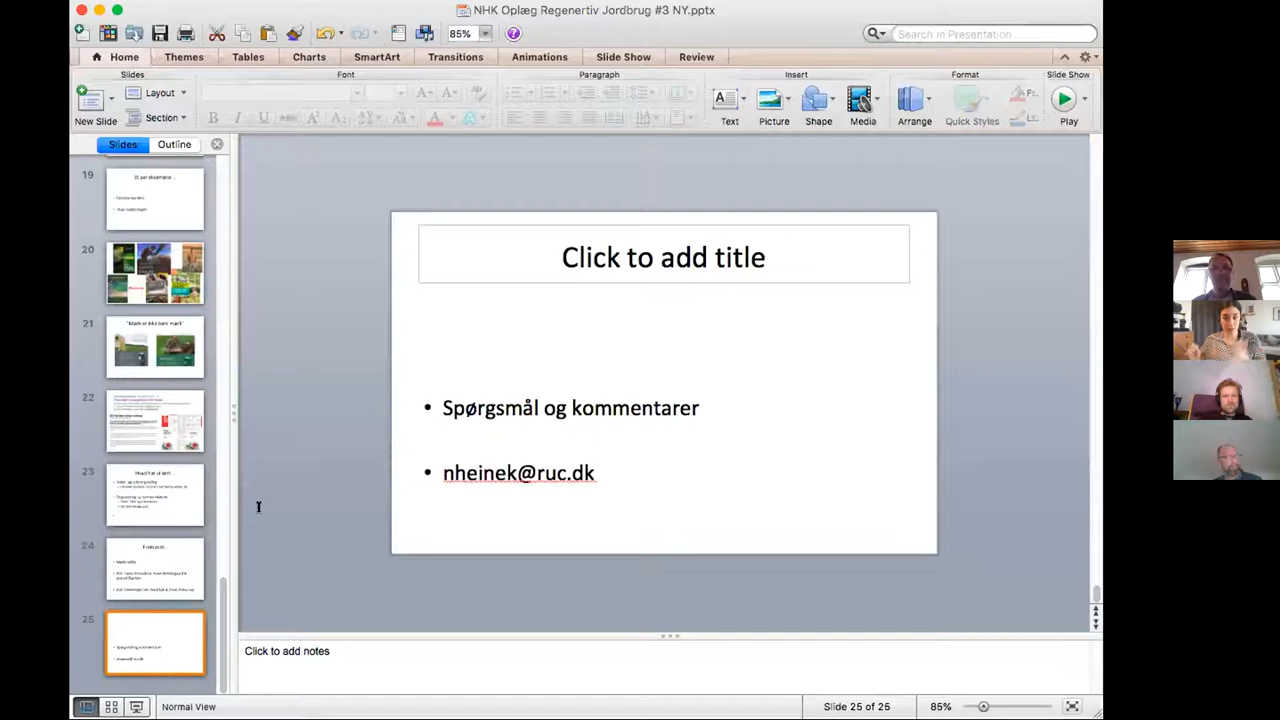 NHK Oplæg Regenertiv Jordbrug #3 NY.pptx
85%
Search in Presentation
Home Themes Tables Charts SmartArt Transitions Animations Slide Show Review
Slides Font Paragraph Insert Format Slide Show
New Slide Layout Section Text Picture Shape Media Arrange Quick Styles Play
Slides Outline
19
20
21
22
23
24
25
Click to add title
• Spørgsmål og kommentarer
• nheinek@ruc.dk
Click to add notes
Normal View Slide 25 of 25 85%